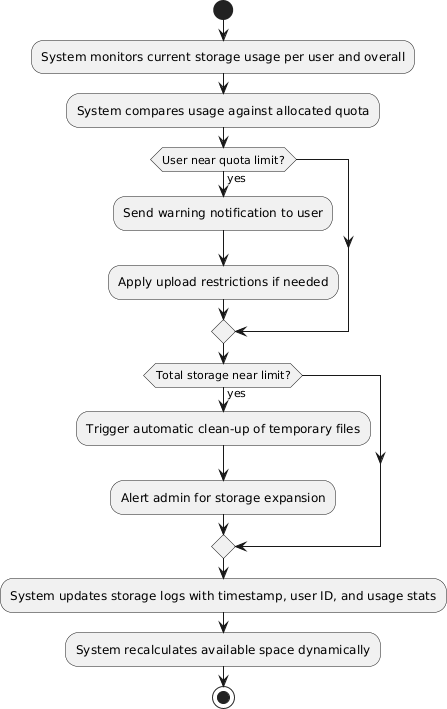 System monitors current storage usage per user and overall
System compares usage against allocated quota
User near quota limit?
yes
Send warning notification to user
Apply upload restrictions if needed
Total storage near limit?
yes
Trigger automatic clean-up of temporary files
Alert admin for storage expansion
System updates storage logs with timestamp, user ID, and usage stats
System recalculates available space dynamically